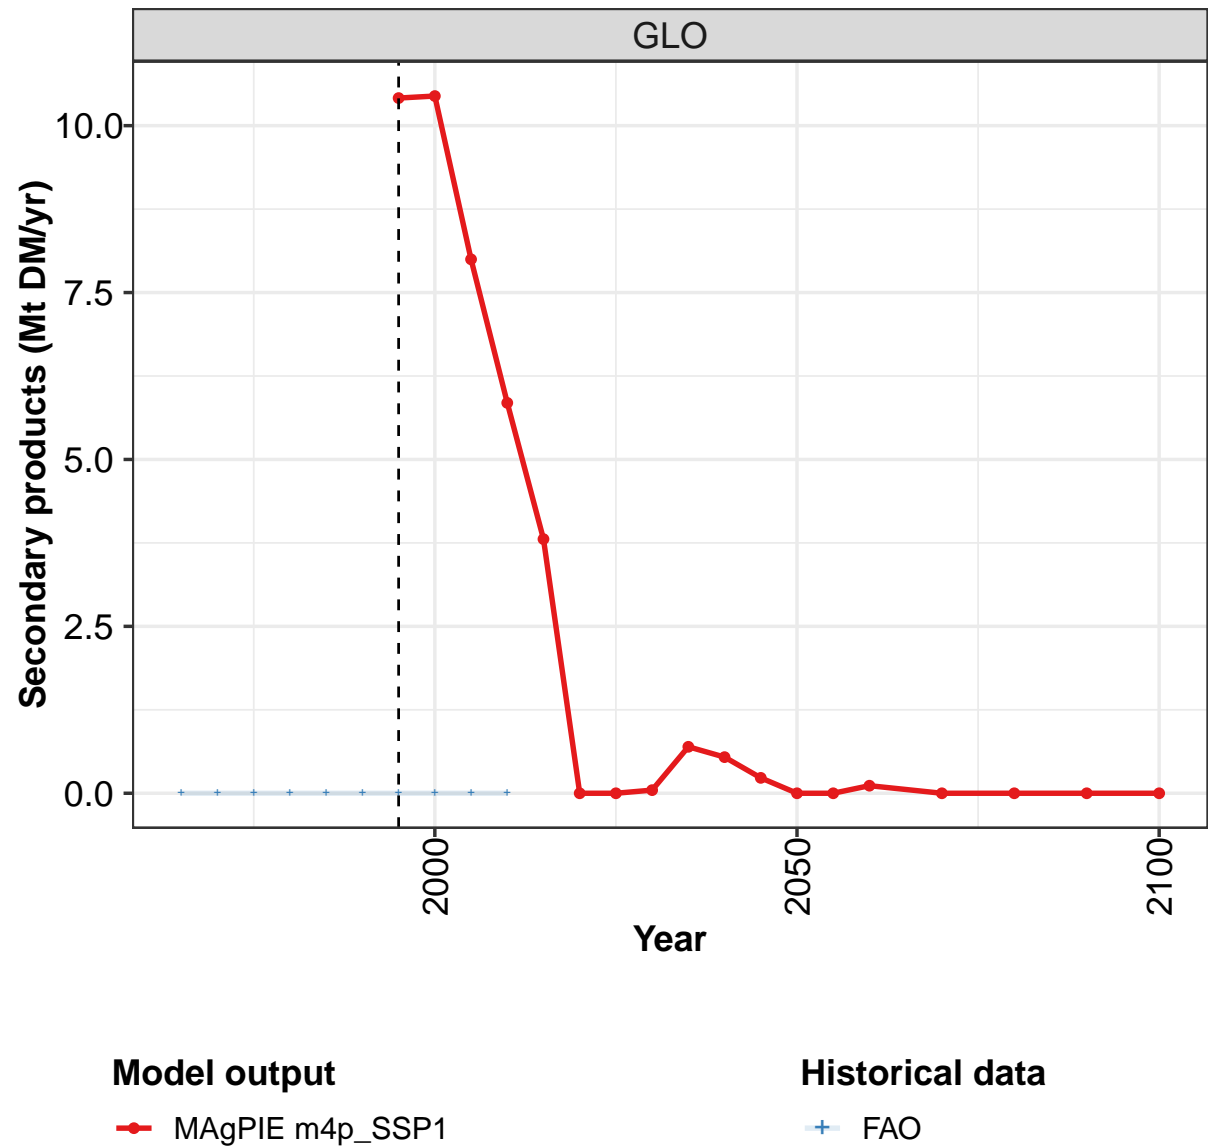 GLO
Secondary products (Mt DM/yr)
10.0
7.5
5.0
2.5
0.0
2000
2050
2100
Year
Model output
MAgPIE m4p_SSP1
Historical data
FAO